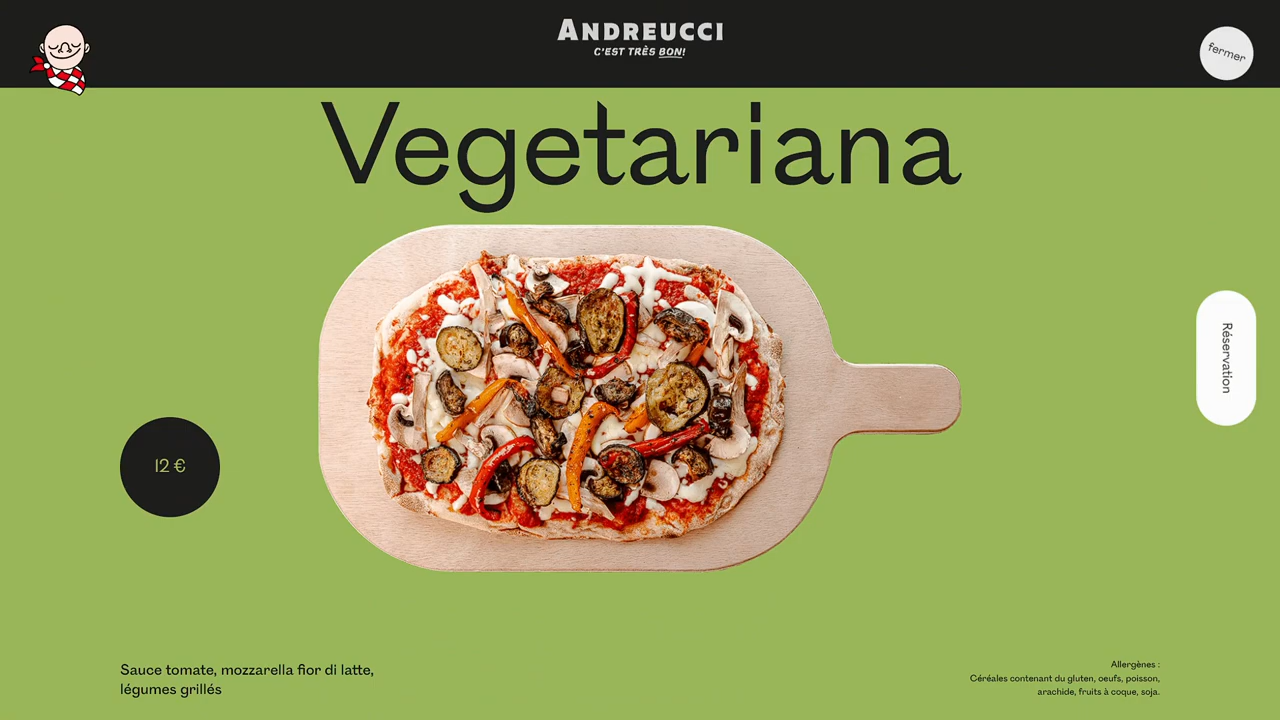 ANDREUCCI
C'EST TRÈS BON!
fermer
Vegetariana
Réservation
12 €
Sauce tomate, mozzarella fior di latte,
légumes grillés
Allergènes :
Céréales contenant du gluten, oeufs, poisson,
arachide, fruits à coque, soja.